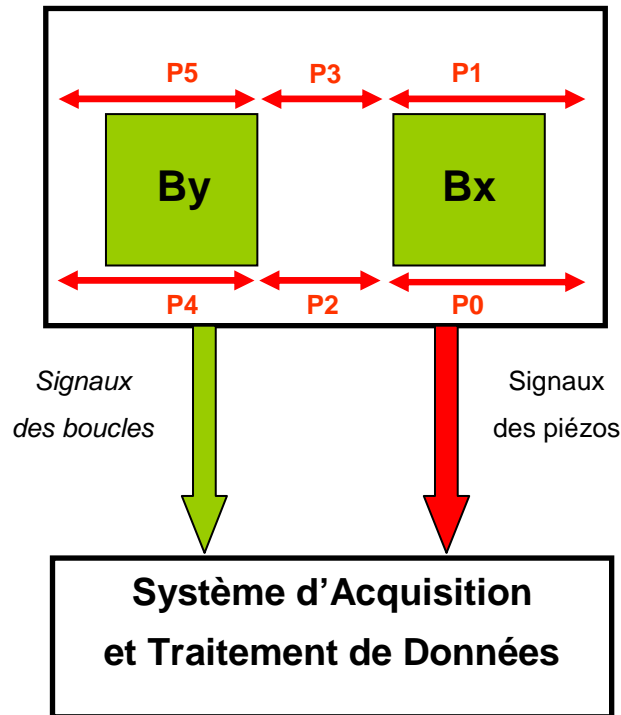 P5 P3 P1
By Bx
P4 P2 P0
Signaux
des boucles
Signaux
des piézos
Système d’Acquisition
et Traitement de Données